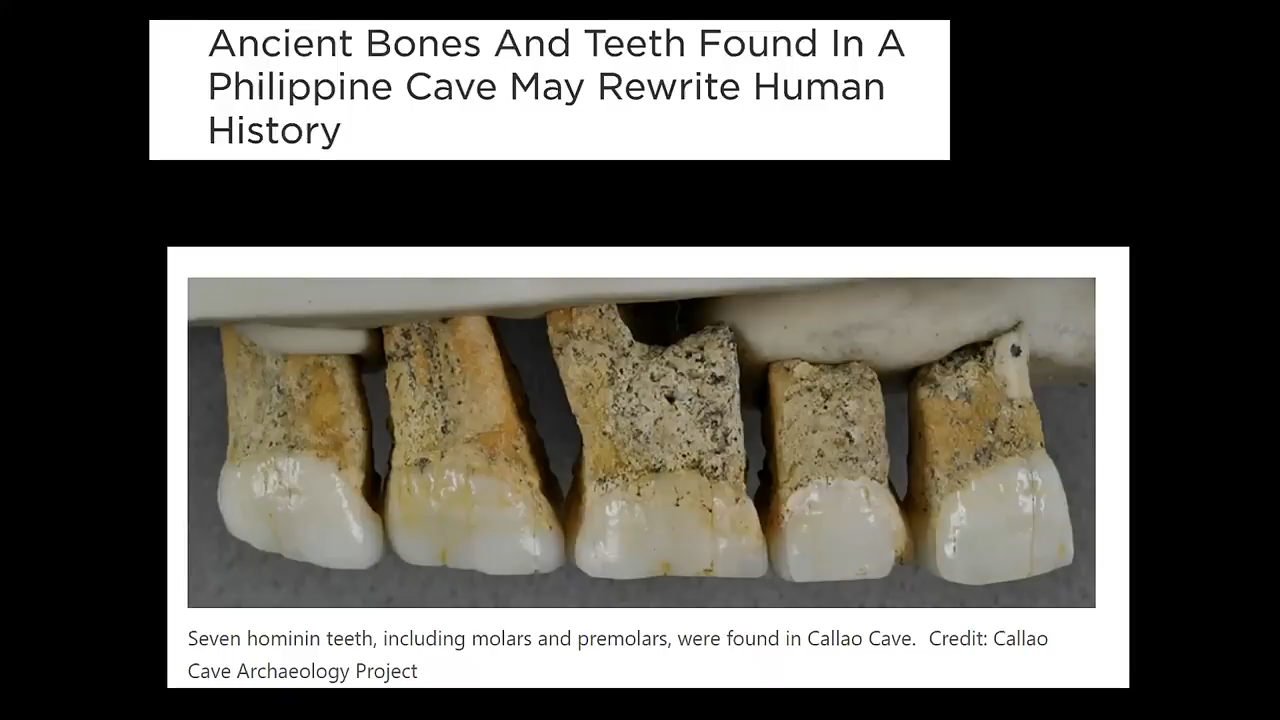 Ancient Bones And Teeth Found In A
Philippine Cave May Rewrite Human
History
Seven hominin teeth, including molars and premolars, were found in Callao Cave. Credit: Callao
Cave Archaeology Project